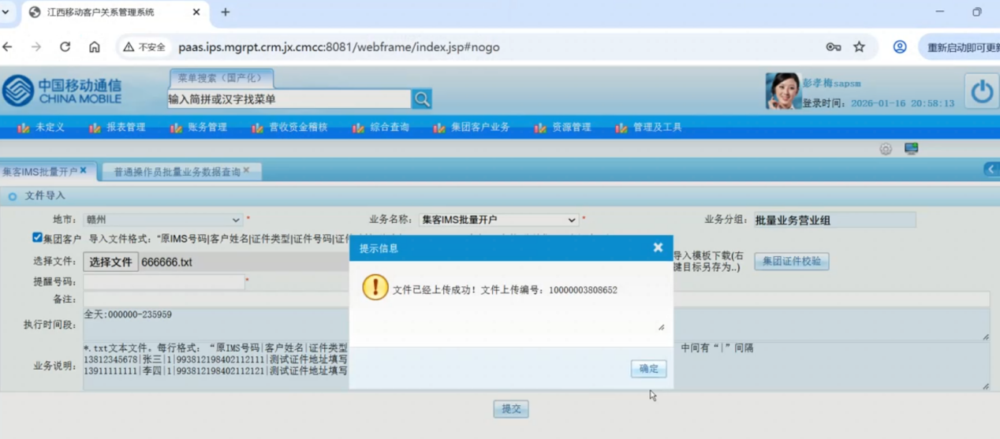 江西移动客户关系管理系统
不安全 paas.ips.mgrpt.crm.jx.cmcc:8081/webframe/index.jsp#nogo
重新启动即可更新
中国移动通信
CHINA MOBILE
菜单搜索（国产化）
输入简拼或汉字找菜单
彭孝梅sapsm
登录时间：2026-01-16 20:58:13
未定义 报表管理 账务管理 营收资金稽核 综合查询 集团客户业务 资源管理 管理及工具
集客IMS批量开户 普通操作员批量业务数据查询
文件导入
地市： 赣州 * 业务名称： 集客IMS批量开户 * 业务分组： 批量业务营业组
集团客户 导入文件格式：“原IMS号码|客户姓名|证件类型|证件号码|证
选择文件： 选择文件 666666.txt
导入模板下载(右
键目标另存为..)
集团证件校验
提醒号码： *
备注：
执行时间段： 全天:000000-235959
业务说明：
*.txt文本文件。每行格式： “原IMS号码|客户姓名|证件类型
中间有“|”间隔
13812345678|张三|1|993812198402112111|测试证件地址填写
13911111111|李四|1|993812198402112121|测试证件地址填写
提示信息
文件已经上传成功！文件上传编号：10000003808652
确定
提交